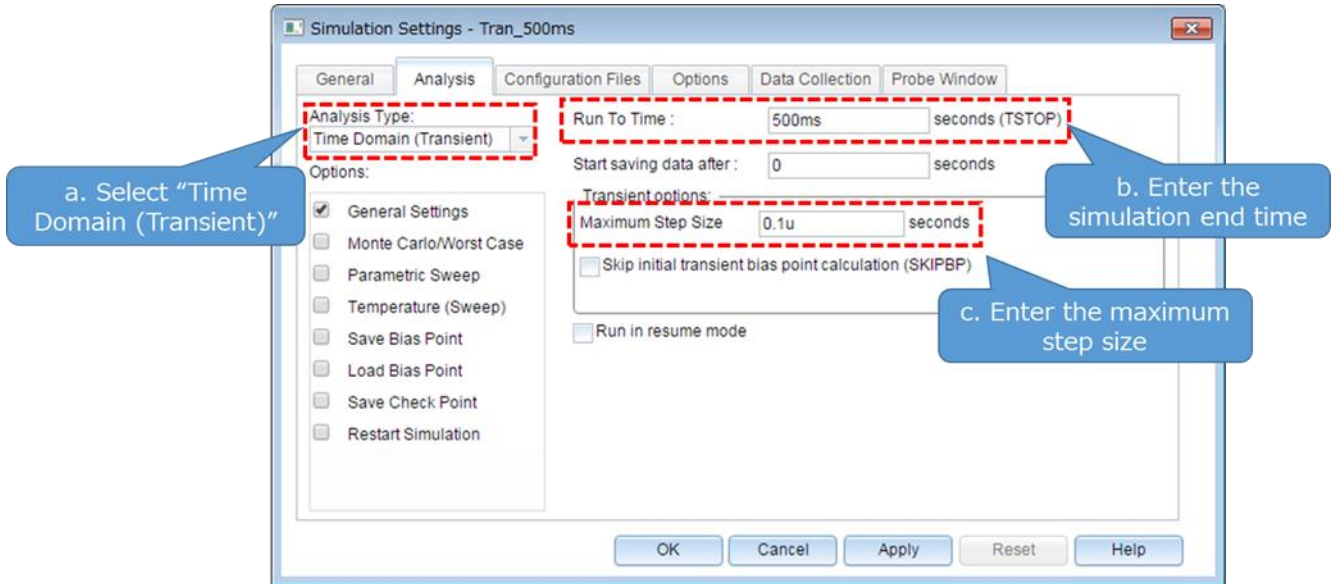 Simulation Settings - Tran_500ms
General Analysis Configuration Files Options Data Collection Probe Window
Analysis Type:
Time Domain (Transient)
Options:
General Settings
Monte Carlo/Worst Case
Parametric Sweep
Temperature (Sweep)
Save Bias Point
Load Bias Point
Save Check Point
Restart Simulation
Run To Time : 500ms seconds (TSTOP)
Start saving data after : 0 seconds
Transient options:
Maximum Step Size 0.1u seconds
Skip initial transient bias point calculation (SKIPBP)
Run in resume mode
a. Select “Time
Domain (Transient)”
b. Enter the
simulation end time
c. Enter the maximum
step size
OK Cancel Apply Reset Help